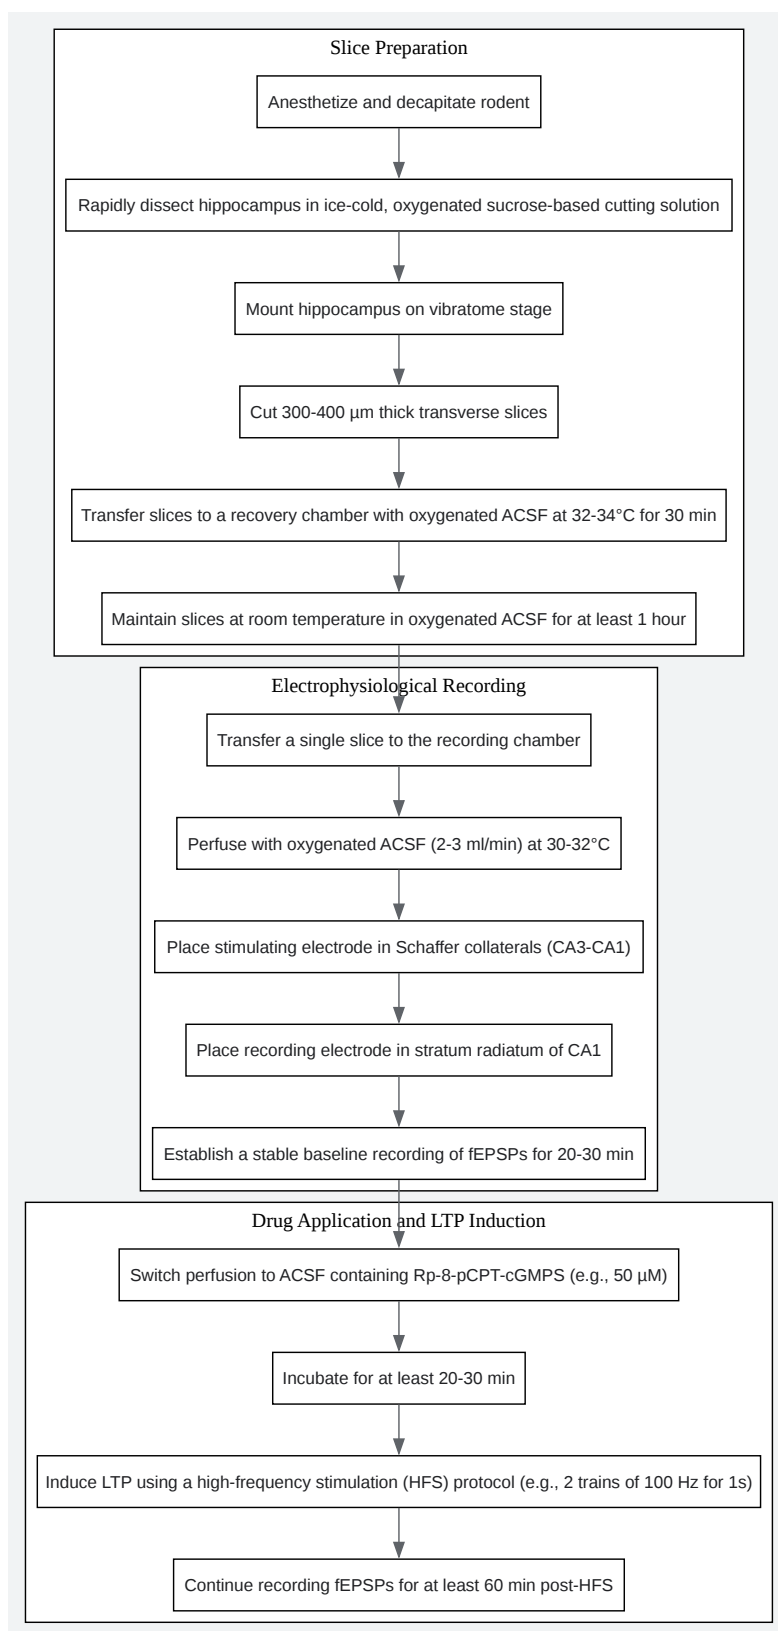 Slice Preparation
Anesthetize and decapitate rodent
Rapidly dissect hippocampus in ice-cold, oxygenated sucrose-based cutting solution
Mount hippocampus on vibratome stage
Cut 300-400 µm thick transverse slices
Transfer slices to a recovery chamber with oxygenated ACSF at 32-34°C for 30 min
Maintain slices at room temperature in oxygenated ACSF for at least 1 hour
Electrophysiological Recording
Transfer a single slice to the recording chamber
Perfuse with oxygenated ACSF (2-3 ml/min) at 30-32°C
Place stimulating electrode in Schaffer collaterals (CA3-CA1)
Place recording electrode in stratum radiatum of CA1
Establish a stable baseline recording of fEPSPs for 20-30 min
Drug Application and LTP Induction
Switch perfusion to ACSF containing Rp-8-pCPT-cGMPS (e.g., 50 µM)
Incubate for at least 20-30 min
Induce LTP using a high-frequency stimulation (HFS) protocol (e.g., 2 trains of 100 Hz for 1s)
Continue recording fEPSPs for at least 60 min post-HFS